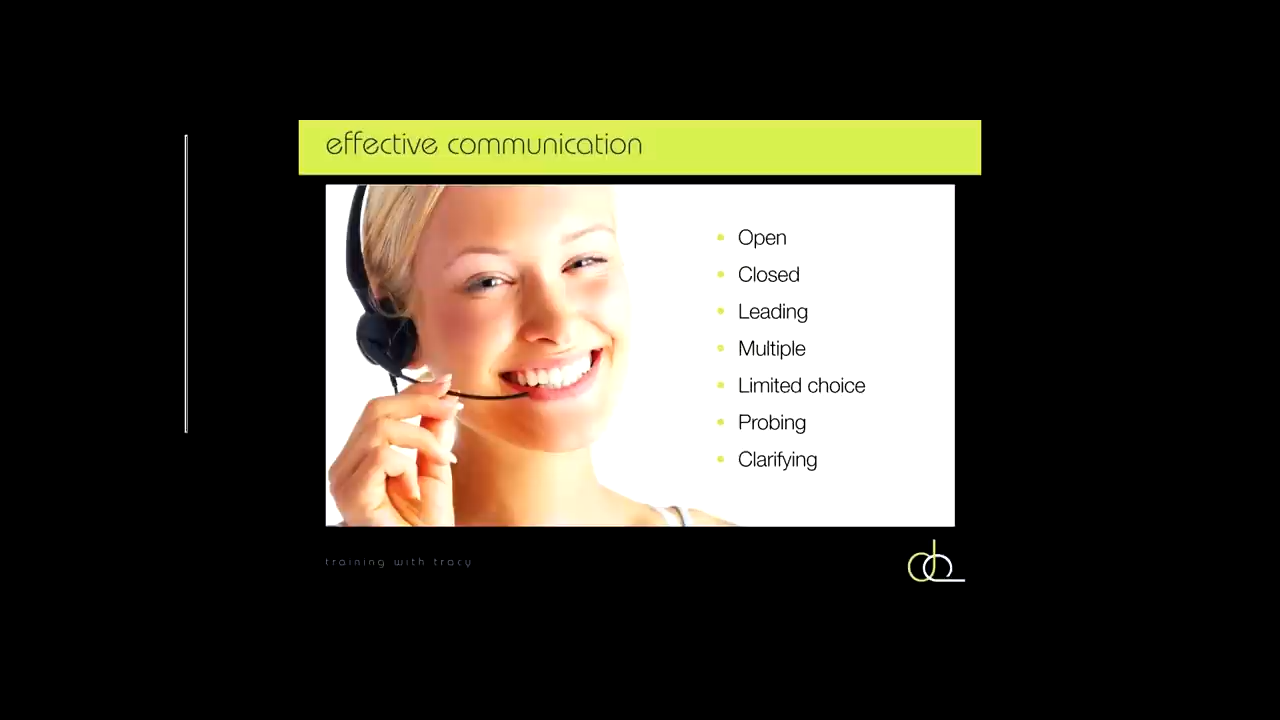 effective communication
Open
Closed
Leading
Multiple
Limited choice
Probing
Clarifying
training with tracy